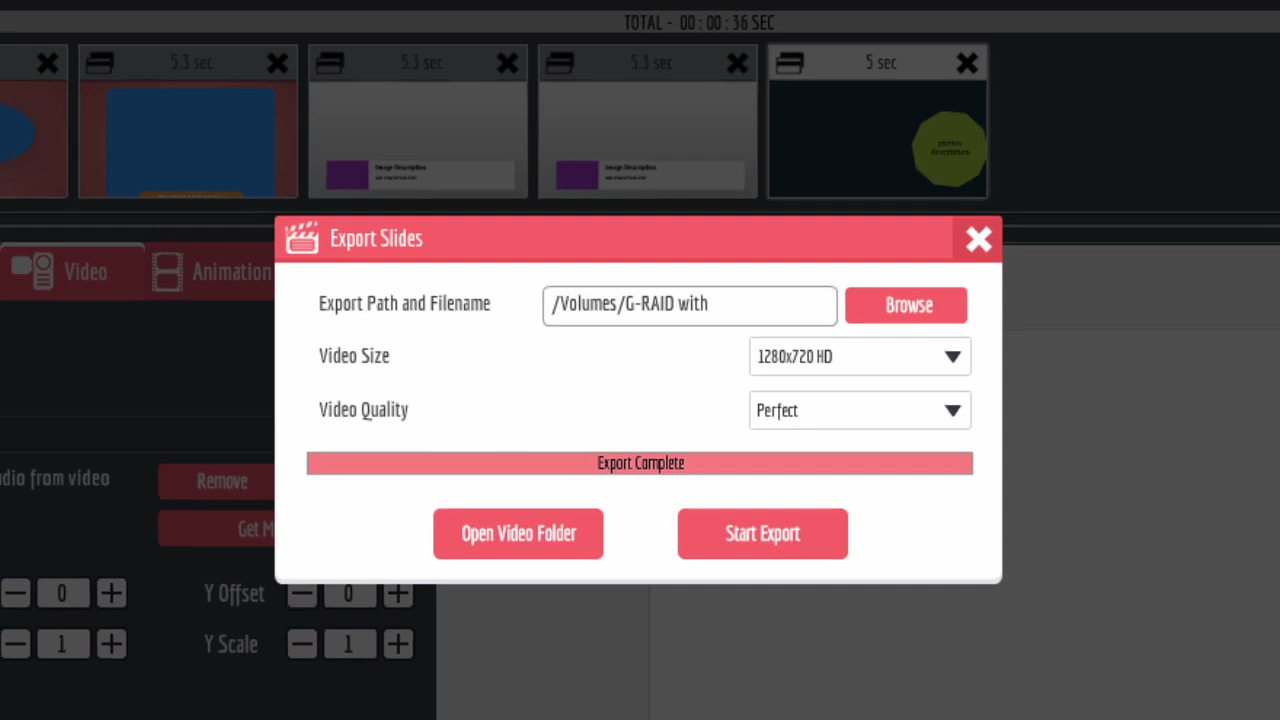 TOTAL - 00 : 00 : 36 SEC
5.3 sec
5.3 sec
5.3 sec
5 sec
Image Description
Image Description
picture
description
Export Slides
Video
Animation
Export Path and Filename
/Volumes/G-RAID with
Browse
Video Size
1280x720 HD
Video Quality
Perfect
Export Complete
dio from video
Remove
Get M
Open Video Folder
Start Export
0
Y Offset
0
1
Y Scale
1